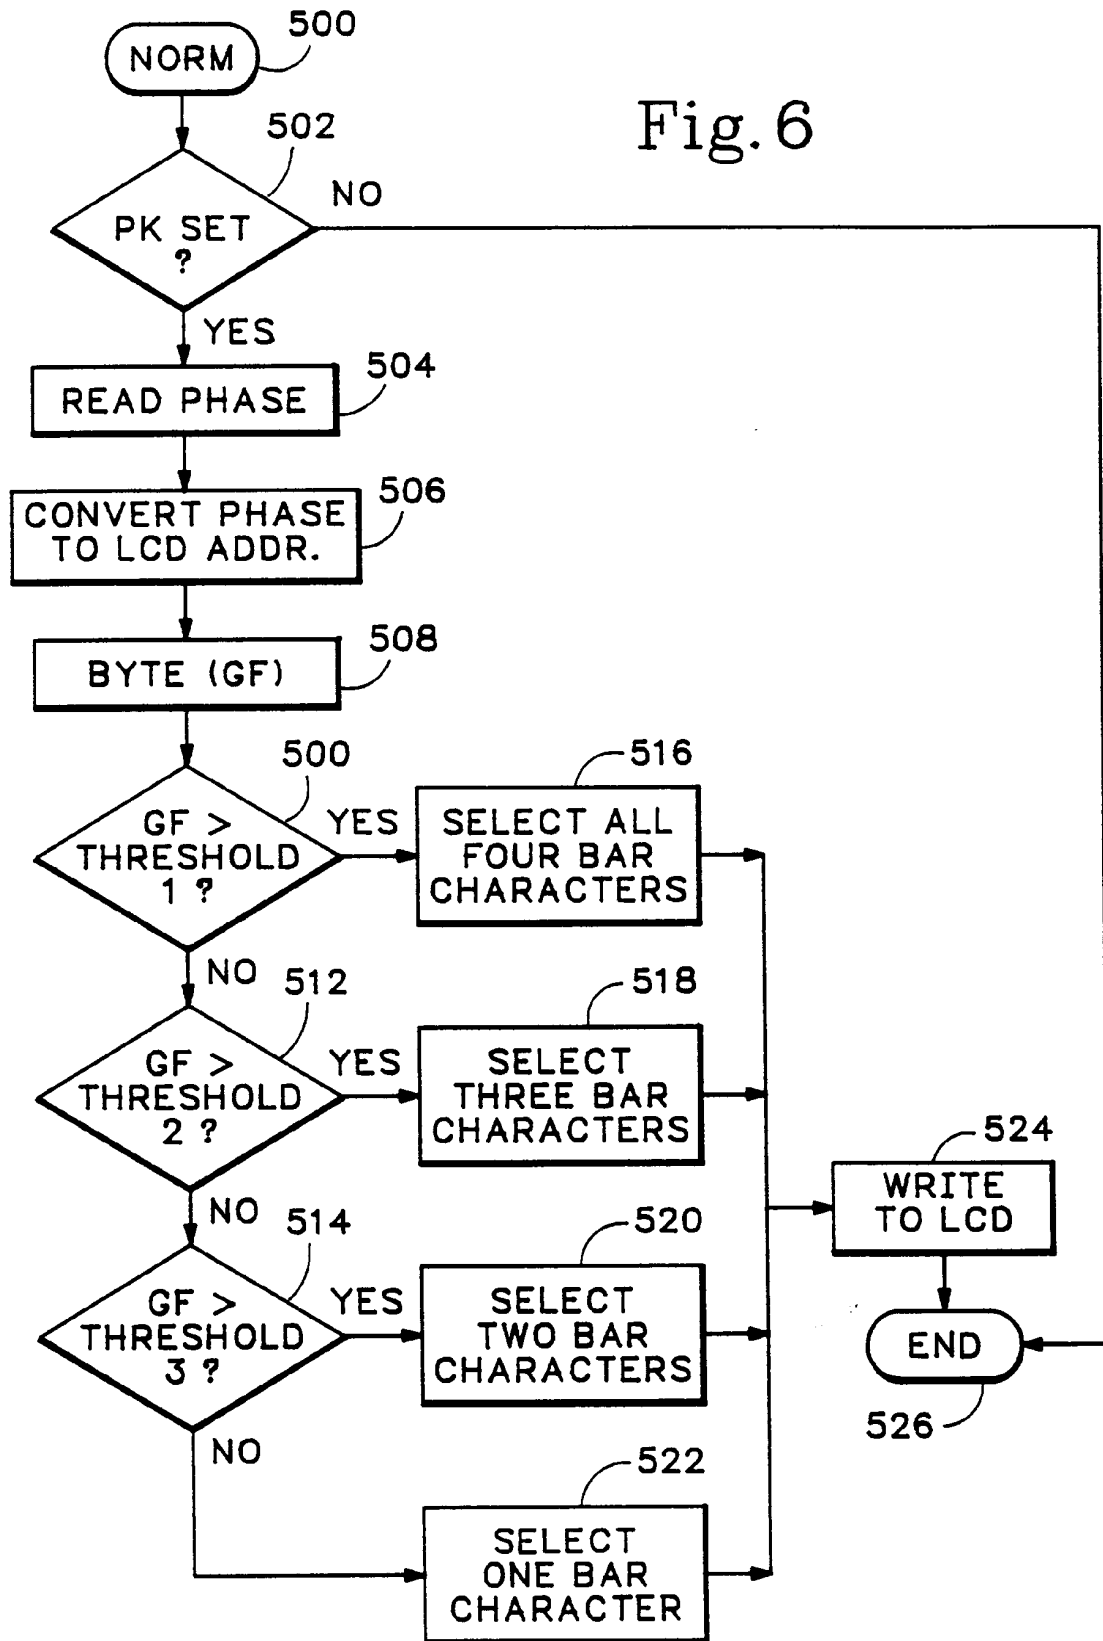 500
NORM
Fig. 6
502
NO
PK SET
?
YES
504
READ PHASE
506
CONVERT PHASE
TO LCD ADDR.
508
BYTE (GF)
500
516
GF >
THRESHOLD
1 ?
YES
SELECT ALL
FOUR BAR
CHARACTERS
NO
512
518
GF >
THRESHOLD
2 ?
YES
SELECT
THREE BAR
CHARACTERS
NO
514
520
524
WRITE
TO LCD
GF >
THRESHOLD
3 ?
YES
SELECT
TWO BAR
CHARACTERS
END
526
NO
522
SELECT
ONE BAR
CHARACTER